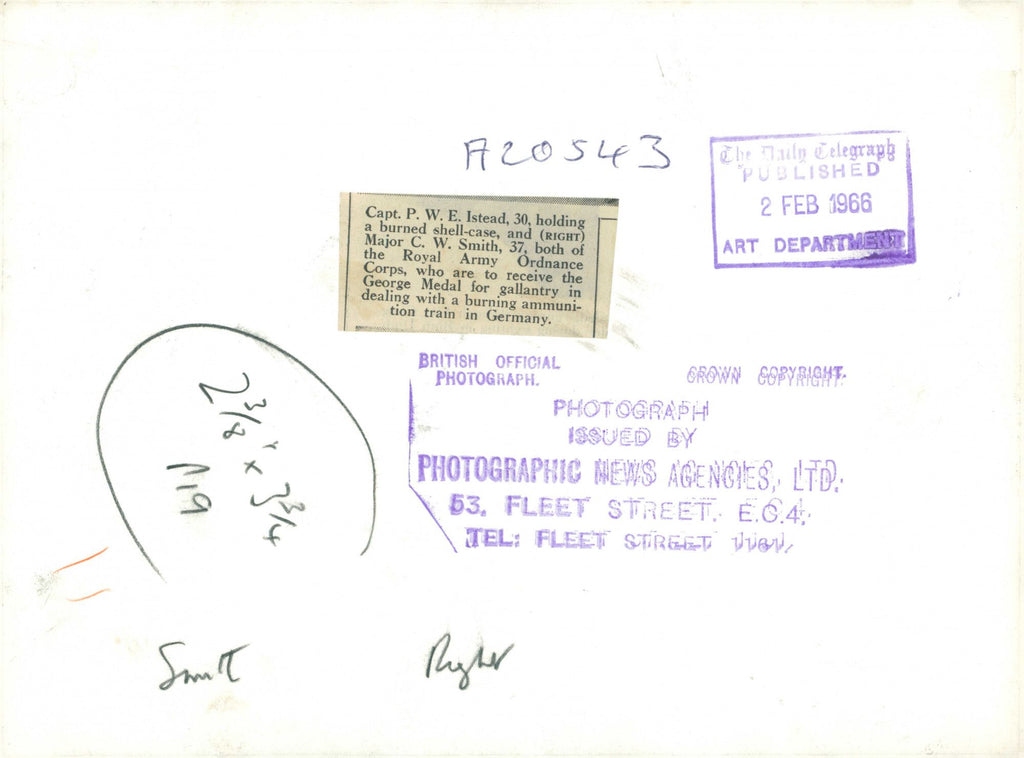 A20543
The Daily Telegraph
PUBLISHED
2 FEB 1966
ART DEPARTMENT
Capt. P. W. E. Istead, 30, holding
a burned shell-case, and (RIGHT)
Major C. W. Smith, 37, both of
the Royal Army Ordnance
Corps, who are to receive the
George Medal for gallantry in
dealing with a burning ammuni-
tion train in Germany.
BRITISH OFFICIAL
PHOTOGRAPH.
CROWN COPYRIGHT.
PHOTOGRAPH
ISSUED BY
PHOTOGRAPHIC NEWS AGENCIES, LTD.
53, FLEET STREET, E.C.4.
TEL: FLEET STREET
2 3/8" x 3 3/4
Smith
Right